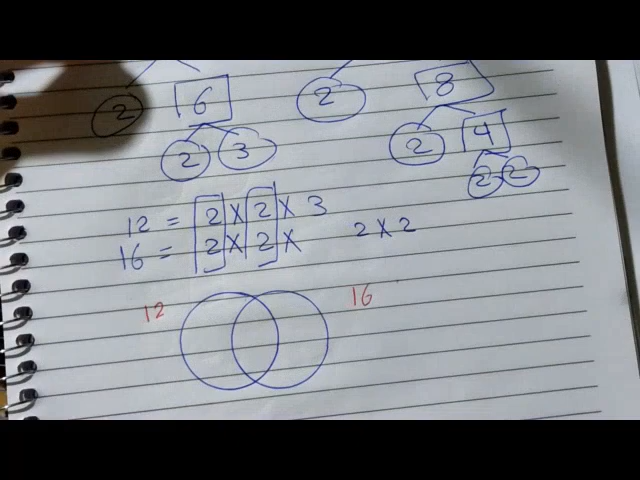 2 6 2 8
2 3 2 4
2 2
12 = 2 × 2 × 3
16 = 2 × 2 × 2 × 2
12 16